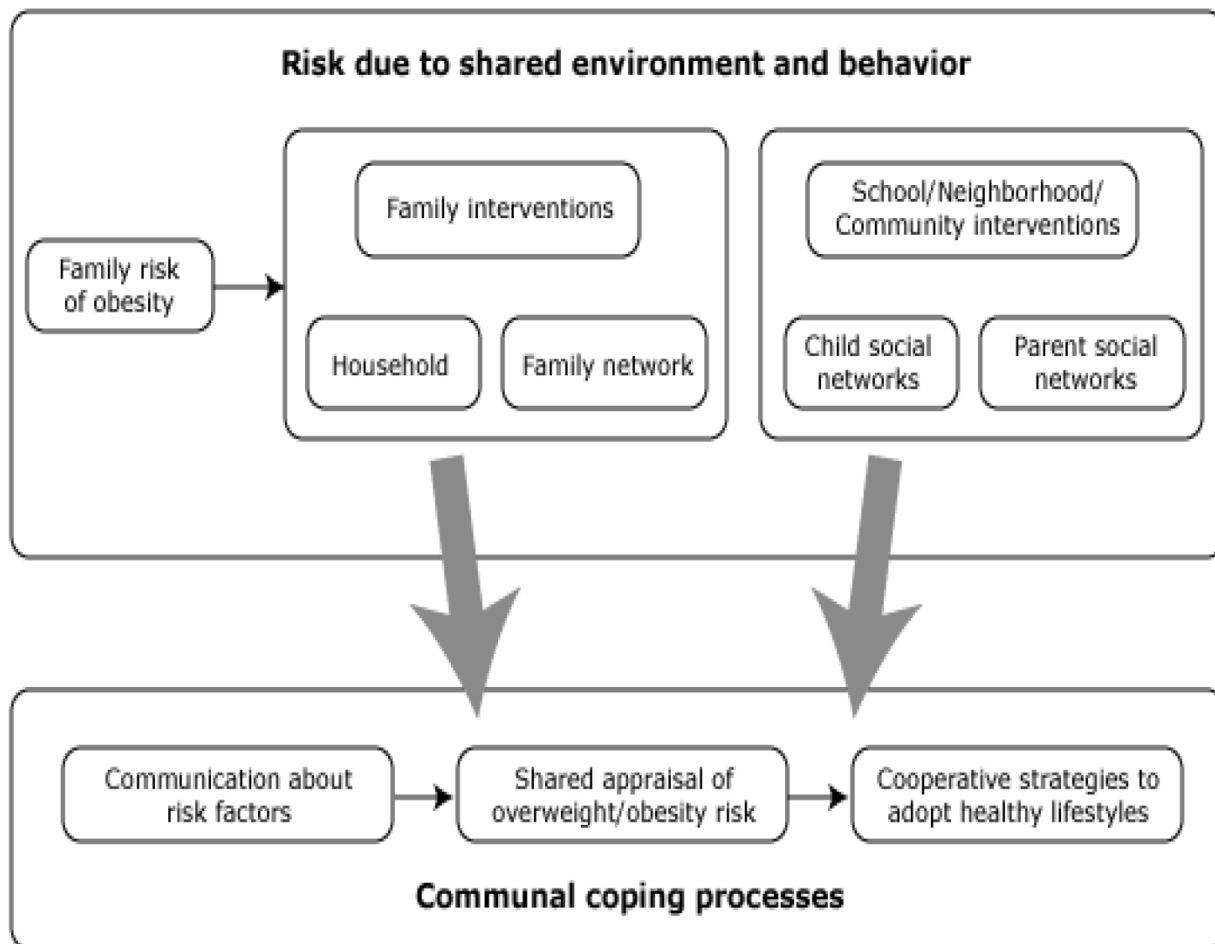 Risk due to shared environment and behavior
Family risk
of obesity
Family interventions
Household
Family network
School/Neighborhood/
Community interventions
Child social
networks
Parent social
networks
Communication about
risk factors
Shared appraisal of
overweight/obesity risk
Cooperative strategies to
adopt healthy lifestyles
Communal coping processes